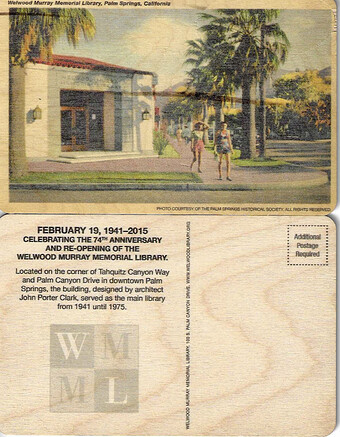 Welwood Murray Memorial Library, Palm Springs, California
PHOTO COURTESY OF THE PALM SPRINGS HISTORICAL SOCIETY. ALL RIGHTS RESERVED
FEBRUARY 19, 1941–2015
CELEBRATING THE 74TH ANNIVERSARY
AND RE-OPENING OF THE
WELWOOD MURRAY MEMORIAL LIBRARY.
Located on the corner of Tahquitz Canyon Way
and Palm Canyon Drive in downtown Palm
Springs, the building, designed by architect
John Porter Clark, served as the main library
from 1941 until 1975.
W M
M L
WELWOOD MURRAY MEMORIAL LIBRARY, 100 S. PALM CANYON DRIVE, WWW.WELWOODLIBRARY.ORG
Additional
Postage
Required